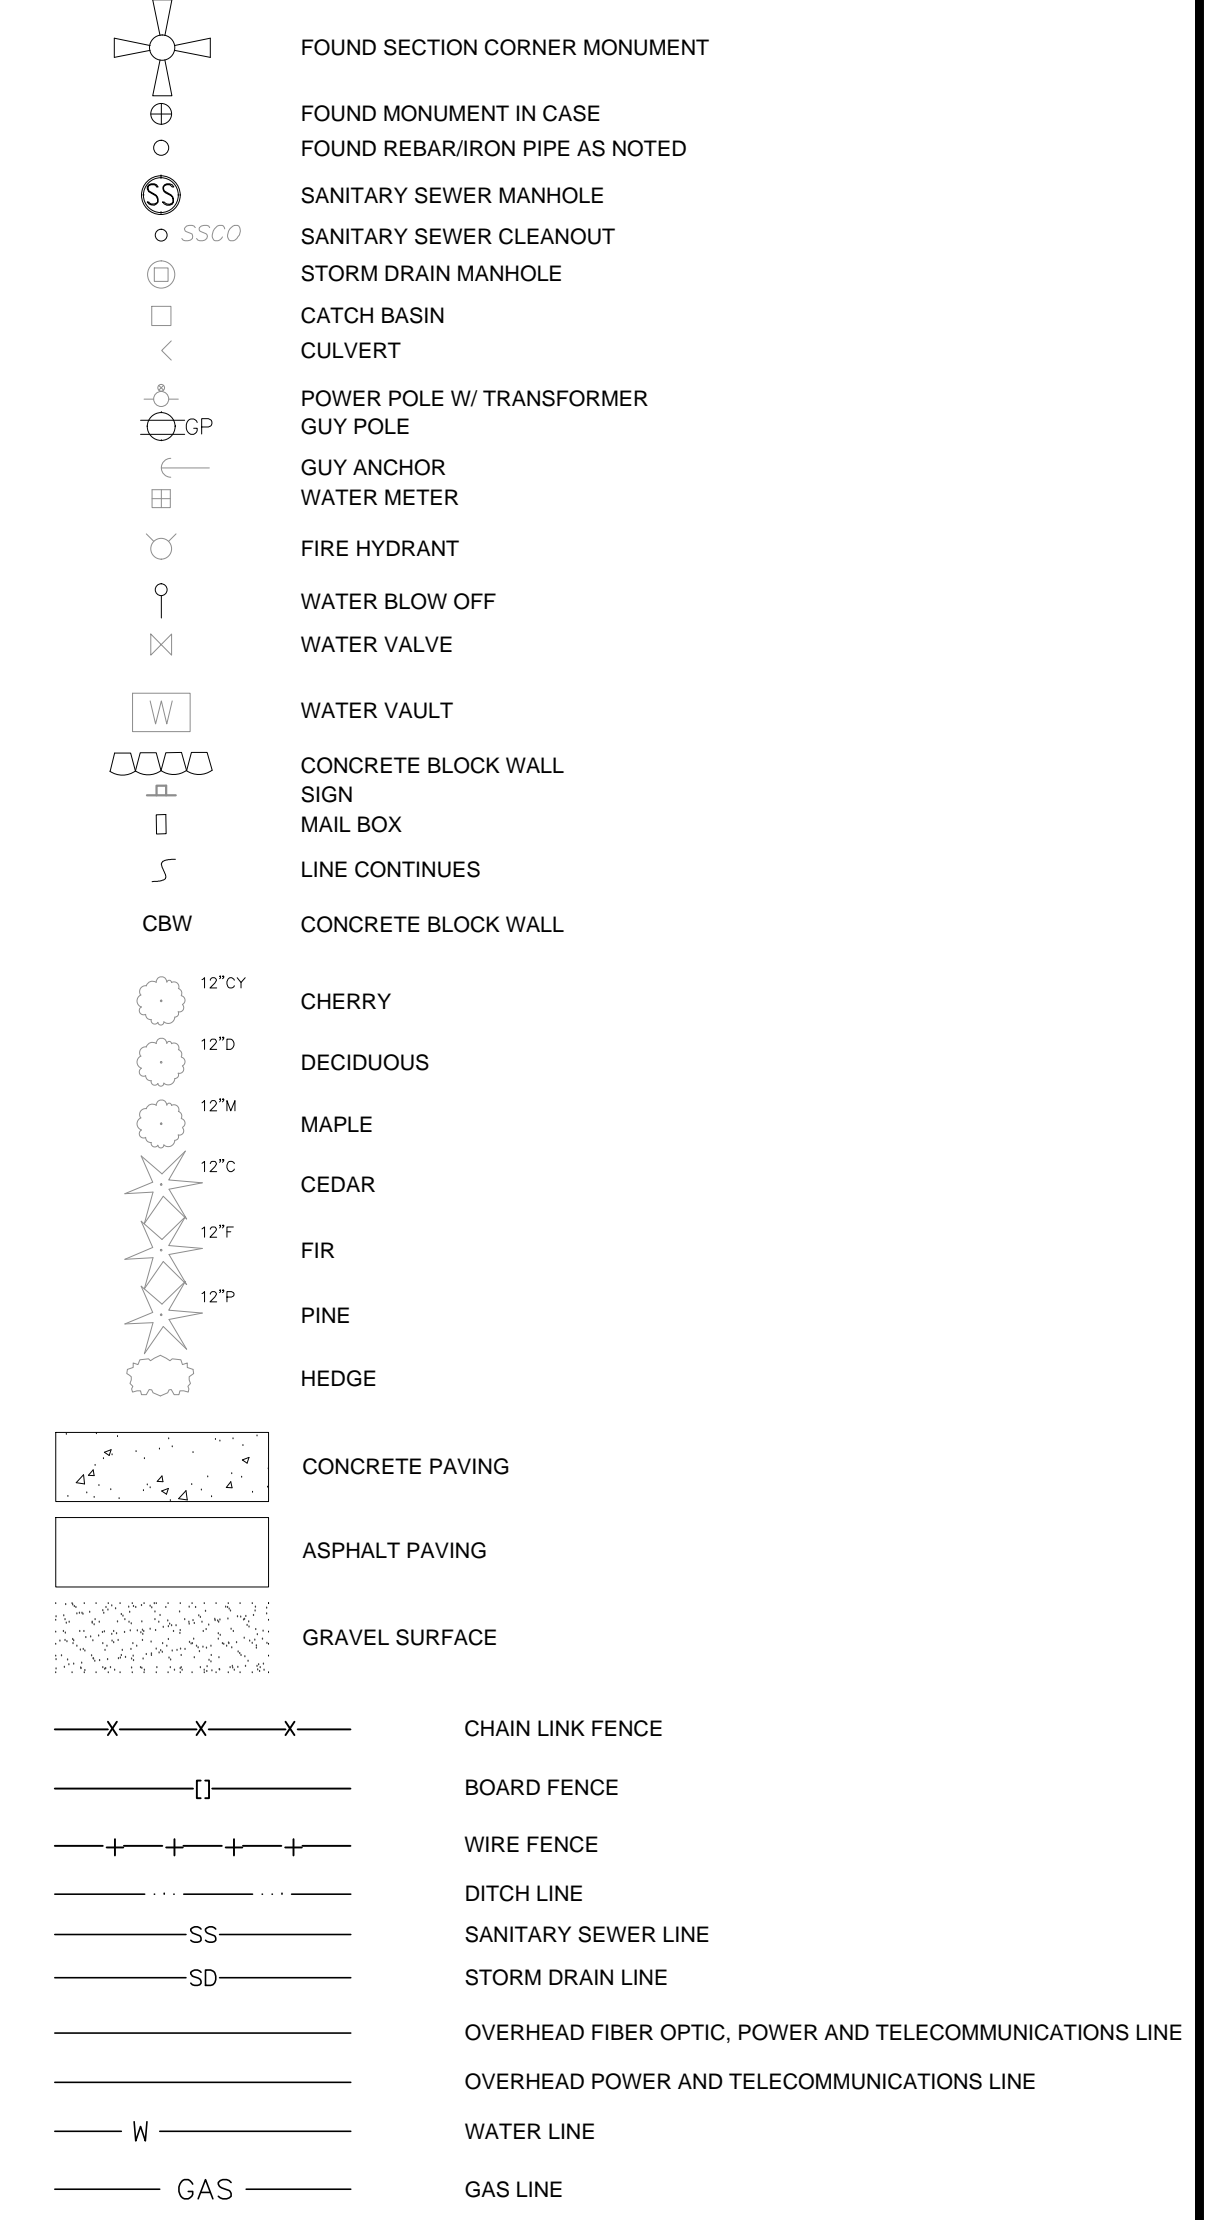 FOUND SECTION CORNER MONUMENT
FOUND MONUMENT IN CASE
FOUND REBAR/IRON PIPE AS NOTED
SS SANITARY SEWER MANHOLE
SSCO SANITARY SEWER CLEANOUT
STORM DRAIN MANHOLE
CATCH BASIN
CULVERT
POWER POLE W/ TRANSFORMER
GP GUY POLE
GUY ANCHOR
WATER METER
FIRE HYDRANT
WATER BLOW OFF
WATER VALVE
W WATER VAULT
CONCRETE BLOCK WALL
SIGN
MAIL BOX
LINE CONTINUES
CBW CONCRETE BLOCK WALL
12"CY CHERRY
12"D DECIDUOUS
12"M MAPLE
12"C CEDAR
12"F FIR
12"P PINE
HEDGE
CONCRETE PAVING
ASPHALT PAVING
GRAVEL SURFACE
X X X CHAIN LINK FENCE
[] BOARD FENCE
WIRE FENCE
DITCH LINE
SS SANITARY SEWER LINE
SD STORM DRAIN LINE
OVERHEAD FIBER OPTIC, POWER AND TELECOMMUNICATIONS LINE
OVERHEAD POWER AND TELECOMMUNICATIONS LINE
W WATER LINE
GAS GAS LINE